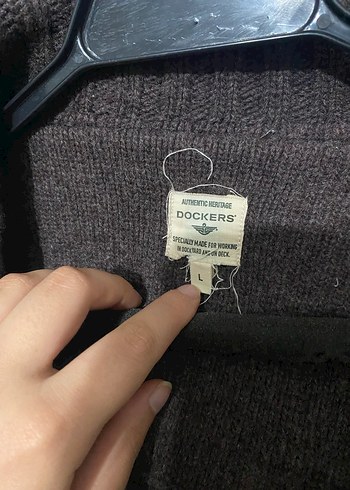 AUTHENTIC HERITAGE
DOCKERS®
SPECIALLY MADE FOR WORKING
IN DOCKYARD AND ON DECK.
L